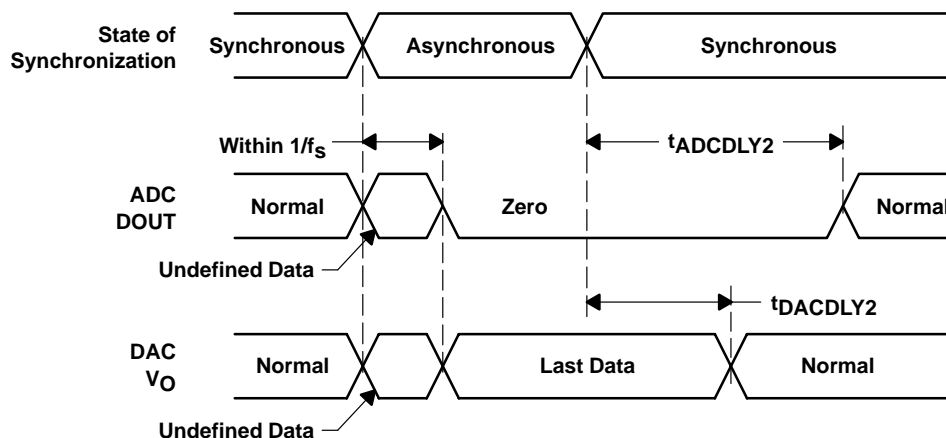 State of
Synchronization
Synchronous
Asynchronous
Synchronous
Within 1/fs
tADCDLY2
ADC
DOUT
Normal
Zero
Normal
Undefined Data
tDACDLY2
DAC
VO
Normal
Last Data
Normal
Undefined Data